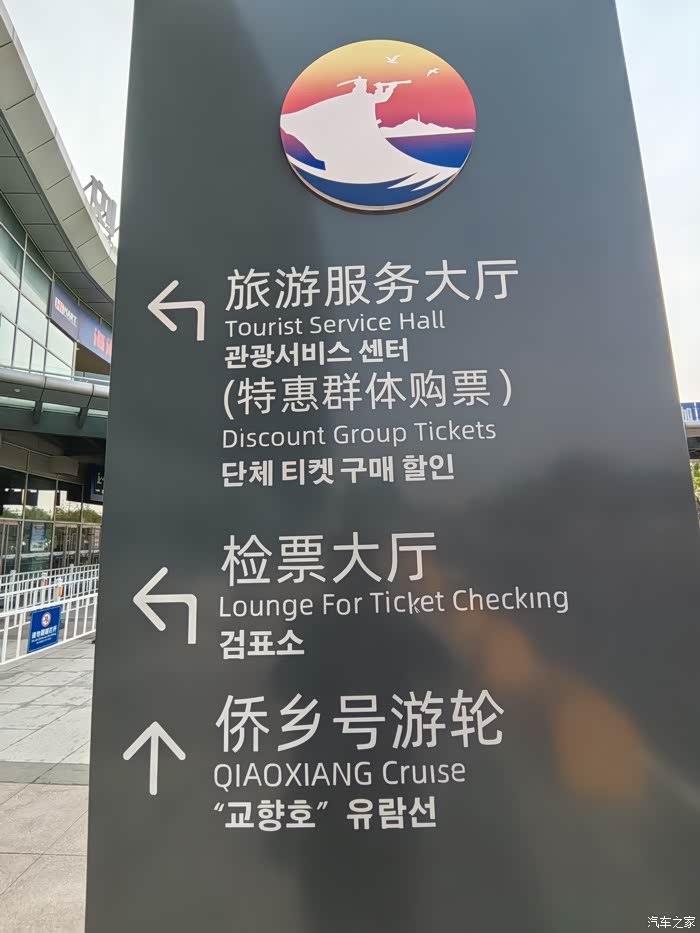 旅游服务大厅
Tourist Service Hall
관광서비스 센터
(特惠群体购票)
Discount Group Tickets
단체 티켓 구매 할인
检票大厅
Lounge For Ticket Checking
검표소
侨乡号游轮
QIAOXIANG Cruise
“교향호” 유람선
汽车之家